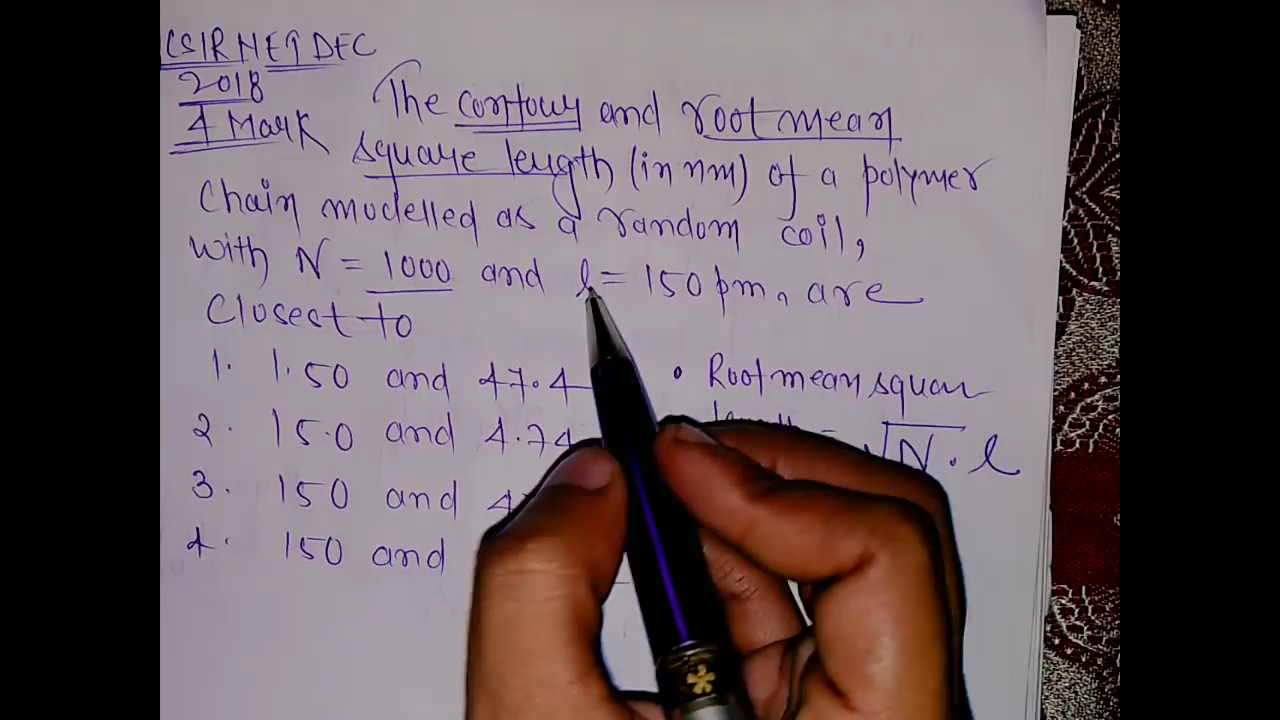 CSIR NET DEC
2018
4 Mark
The contour and root mean
square length (in nm) of a polymer
Chain modelled as a random coil,
with N = 1000 and l = 150 pm, are
Closest to
1. 1.50 and 47.4
2. 15.0 and 4.74
3. 150 and
4. 150 and
• Root mean squar
= √N . l